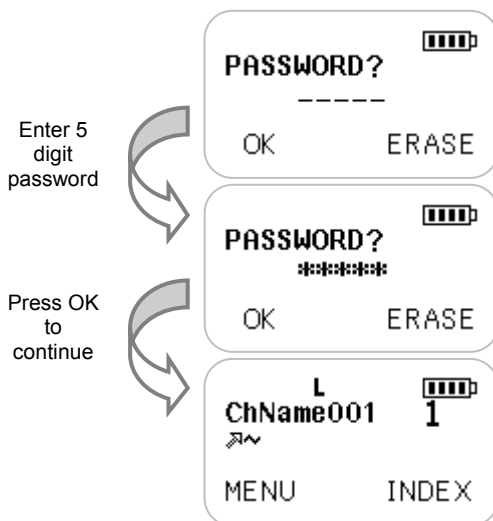 PASSWORD?
-----
OK ERASE
Enter 5
digit
password
PASSWORD?
*****
OK ERASE
Press OK
to
continue
L
ChName001 1
MENU INDEX